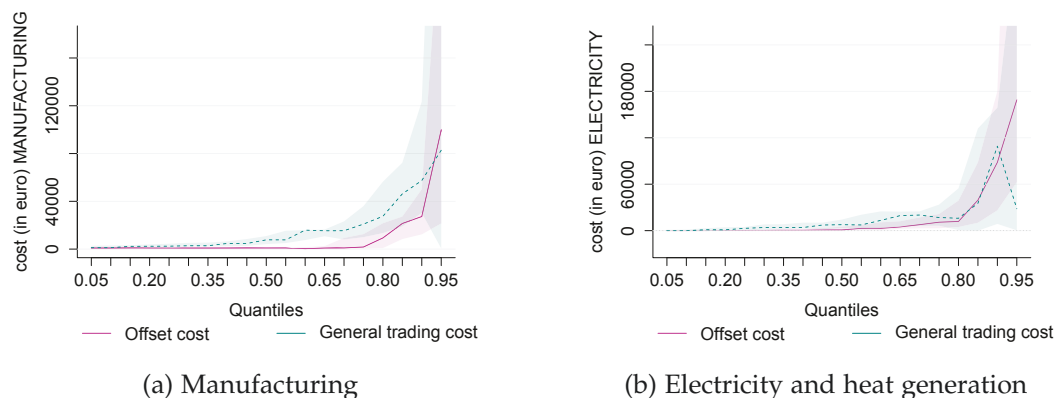 cost (in euro) MANUFACTURING
120000
40000
0
0.05 0.20 0.35 0.50 0.65 0.80 0.95
Quantiles
Offset cost General trading cost
(a) Manufacturing
cost (in euro) ELECTRICITY
180000
60000
0
0.05 0.20 0.35 0.50 0.65 0.80 0.95
Quantiles
Offset cost General trading cost
(b) Electricity and heat generation